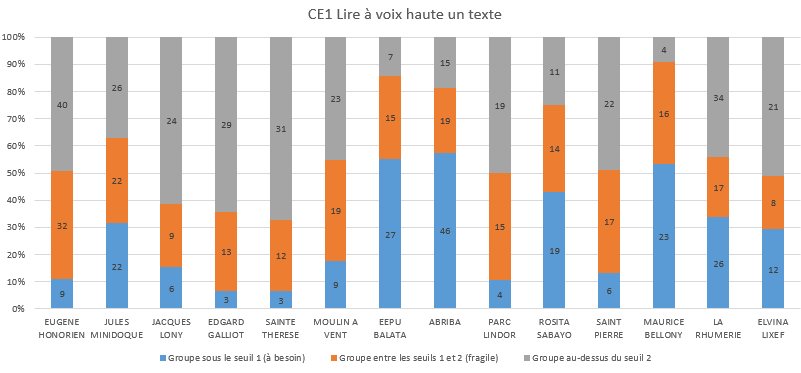 CE1 Lire à voix haute un texte
100%
90%
80%
70%
60%
50%
40%
30%
20%
10%
0%
40 26 24 29 31 23 7 15 19 11 22 4 34 21
32 22 9 13 12 19 15 19 15 14 17 16 17 8
9 22 6 3 3 9 27 46 4 19 6 23 26 12
EUGENE HONORIEN
JULES MINIDOQUE
JACQUES LONY
EDGARD GALLIOT
SAINTE THERESE
MOULIN A VENT
EEPU BALATA
ABRIBA
PARC LINDOR
ROSITA SABAYO
SAINT PIERRE
MAURICE BELLONY
LA RHUMERIE
ELVINA LIXEF
Groupe sous le seuil 1 (à besoin)
Groupe entre les seuils 1 et 2 (fragile)
Groupe au-dessus du seuil 2